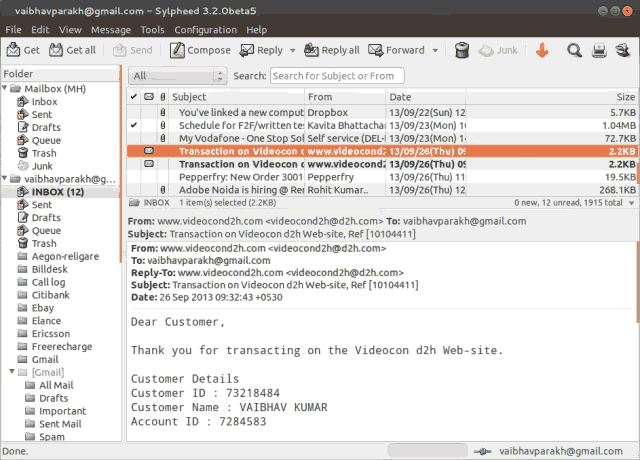 vaibhavparakh@gmail.com - Sylpheed 3.2.0beta5
File Edit View Message Tools Configuration Help
Get Get all Send Compose Reply Reply all Forward Junk
Folder
Mailbox (MH)
Inbox
Sent
Drafts
Queue
Trash
Junk
vaibhavparakh@g...
INBOX (12)
Sent
Drafts
Queue
Trash
Aegon-religare
Billdesk
Call log
Citibank
Ebay
Elance
Ericsson
Freerecharge
Gmail
[Gmail]
All Mail
Drafts
Important
Sent Mail
Spam
All Search: Search for Subject or From
Subject From Date Size
You've linked a new comput Dropbox 13/09/22(Sun) 12 5.7KB
Schedule for F2F/written tes Kavita Bhattachar 13/09/23(Mon) 1 1.04MB
My Vodafone - One Stop Sol Self service (DEL-I 13/09/23(Mon) 1 72.7KB
Transaction on Videocon d www.videocond2 13/09/26(Thu) 09 2.2KB
Transaction on Videocon d www.videocond2 13/09/26(Thu) 09 2.2KB
Pepperfry: New Order 3001 Pepperfry 13/09/26(Thu) 11 19.5KB
Adobe Noida is hiring @ Ren Rohit Kumar.. 13/09/26(Thu) 12 268.1KB
INBOX 1 item(s) selected (2.2KB) 0 new, 12 unread, 1915 total
From: www.videocond2h.com <videocond2h@d2h.com> To: vaibhavparakh@gmail.com
Subject: Transaction on Videocon d2h Web-site, Ref [10104411]
From: www.videocond2h.com <videocond2h@d2h.com>
To: vaibhavparakh@gmail.com
Reply-To: www.videocond2h.com <videocond2h@d2h.com>
Subject: Transaction on Videocon d2h Web-site, Ref [10104411]
Date: 26 Sep 2013 09:32:43 +0530
Dear Customer,
Thank you for transacting on the Videocon d2h Web-site.
Customer Details
Customer ID : 73218484
Customer Name : VAIBHAV KUMAR
Account ID : 7284583
Done. vaibhavparakh@gmail.com